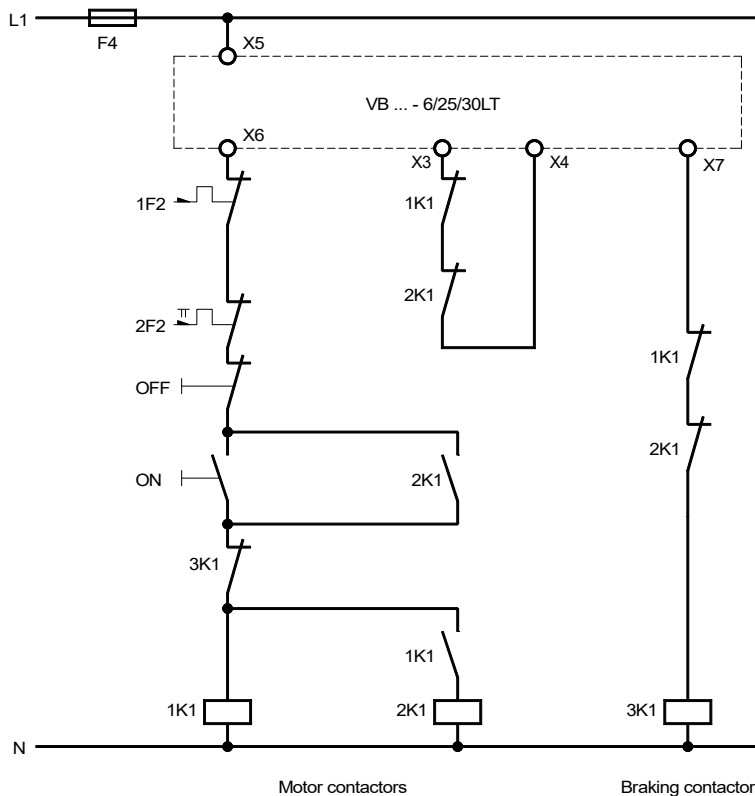 L1
F4
X5
VB ... - 6/25/30LT
X6
X3
X4
X7
1F2
1K1
2F2
2K1
1K1
OFF
2K1
ON
2K1
3K1
1K1
1K1
2K1
3K1
N
Motor contactors
Braking contactor